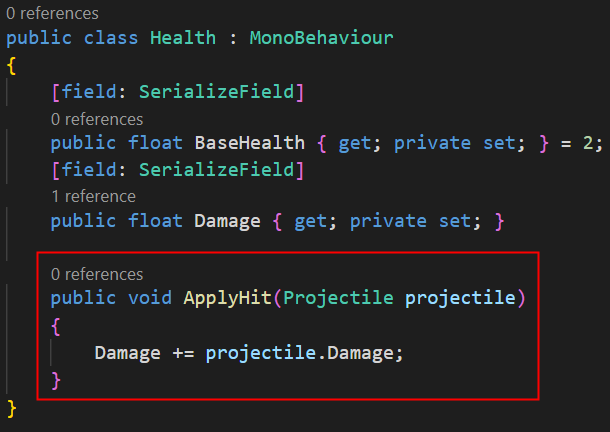 0 references
public class Health : MonoBehaviour
{
[field: SerializeField]
0 references
public float BaseHealth { get; private set; } = 2;
[field: SerializeField]
1 reference
public float Damage { get; private set; }
0 references
public void ApplyHit(Projectile projectile)
{
Damage += projectile.Damage;
}
}